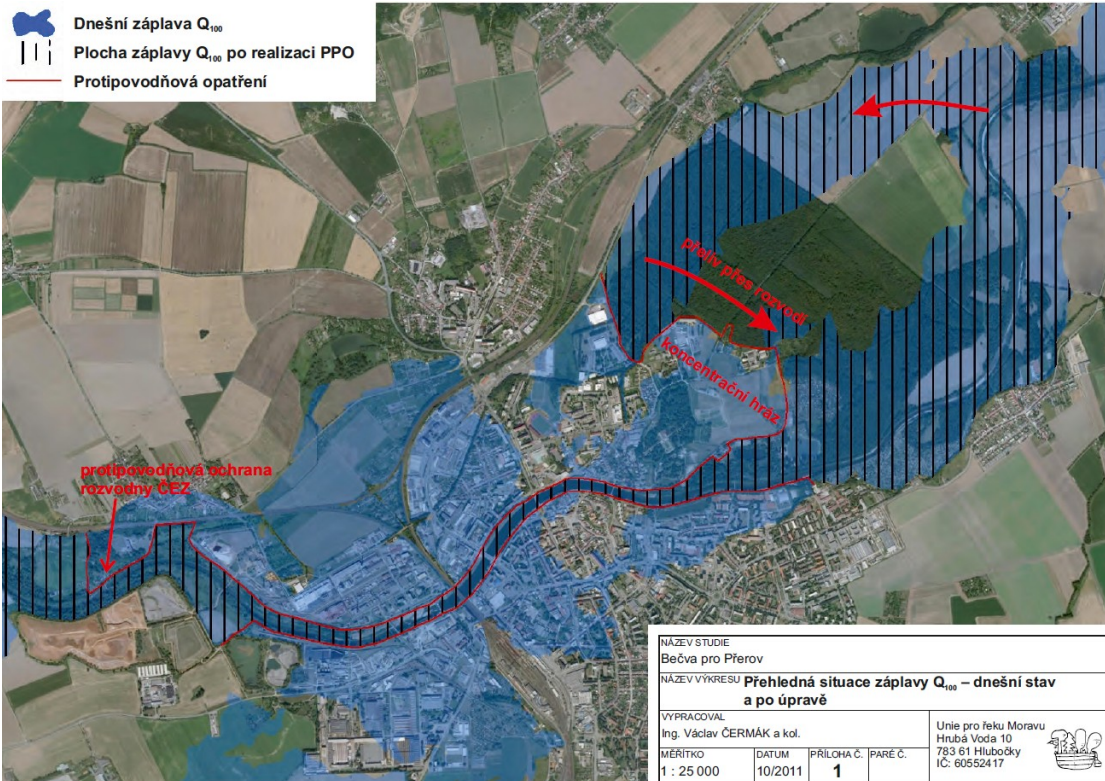 Dnešní záplava Q100
Plocha záplavy Q100 po realizaci PPO
Protipovodňová opatření
přeliv přes rozvodí
koncentrační hráz
protipovodňová ochrana
rozvodny ČEZ
NÁZEV STUDIE
Bečva pro Přerov
NÁZEV VÝKRESU Přehledná situace záplavy Q100 – dnešní stav
a po úpravě
VYPRACOVAL
Ing. Václav ČERMÁK a kol.
MĚŘÍTKO DATUM PŘÍLOHA Č. PARÉ Č.
1 : 25 000 10/2011 1
Unie pro řeku Moravu
Hrubá Voda 10
783 61 Hlubočky
IČ: 60552417